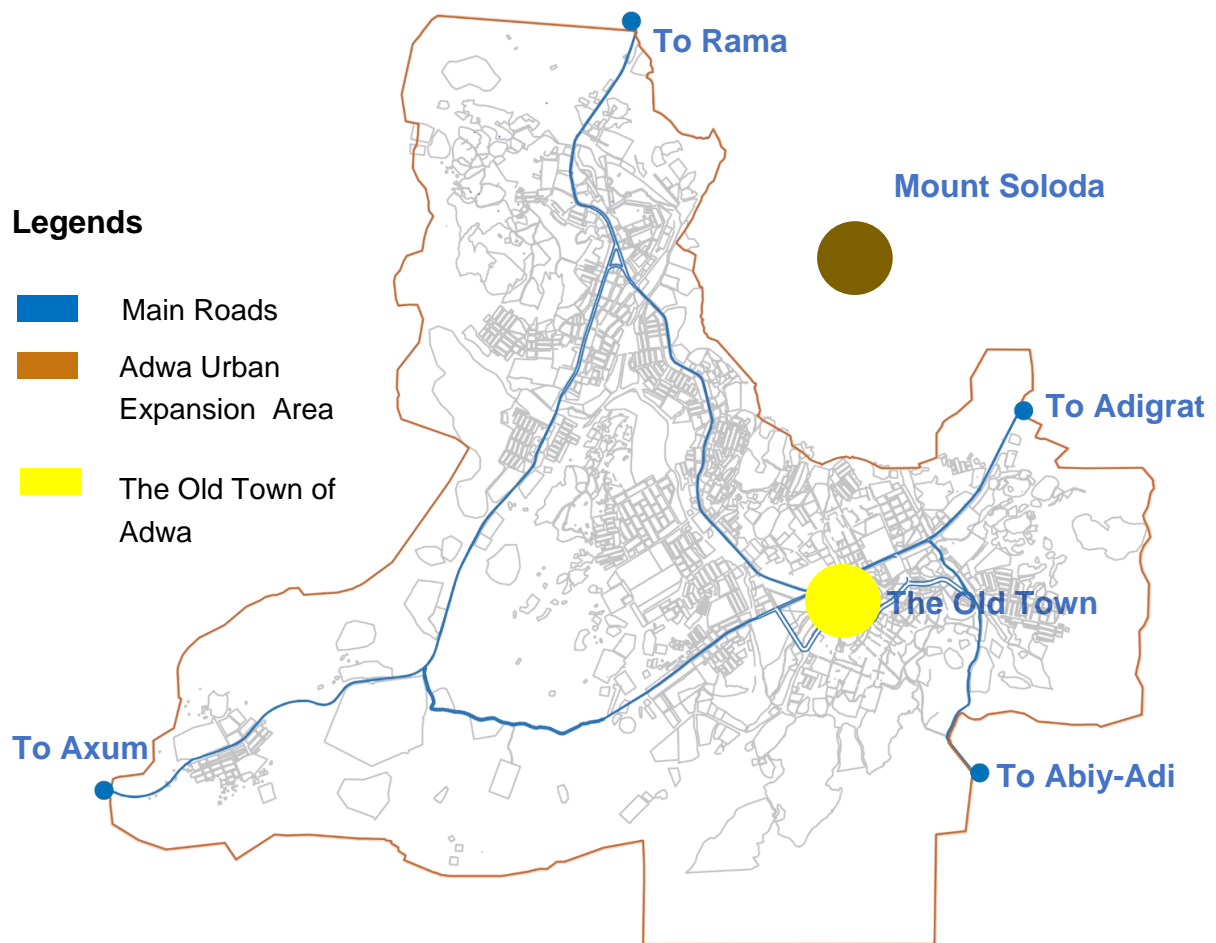 To Rama
Mount Soloda
Legends
Main Roads
Adwa Urban
Expansion Area
To Adigrat
The Old Town of
Adwa
The Old Town
To Axum
To Abiy-Adi